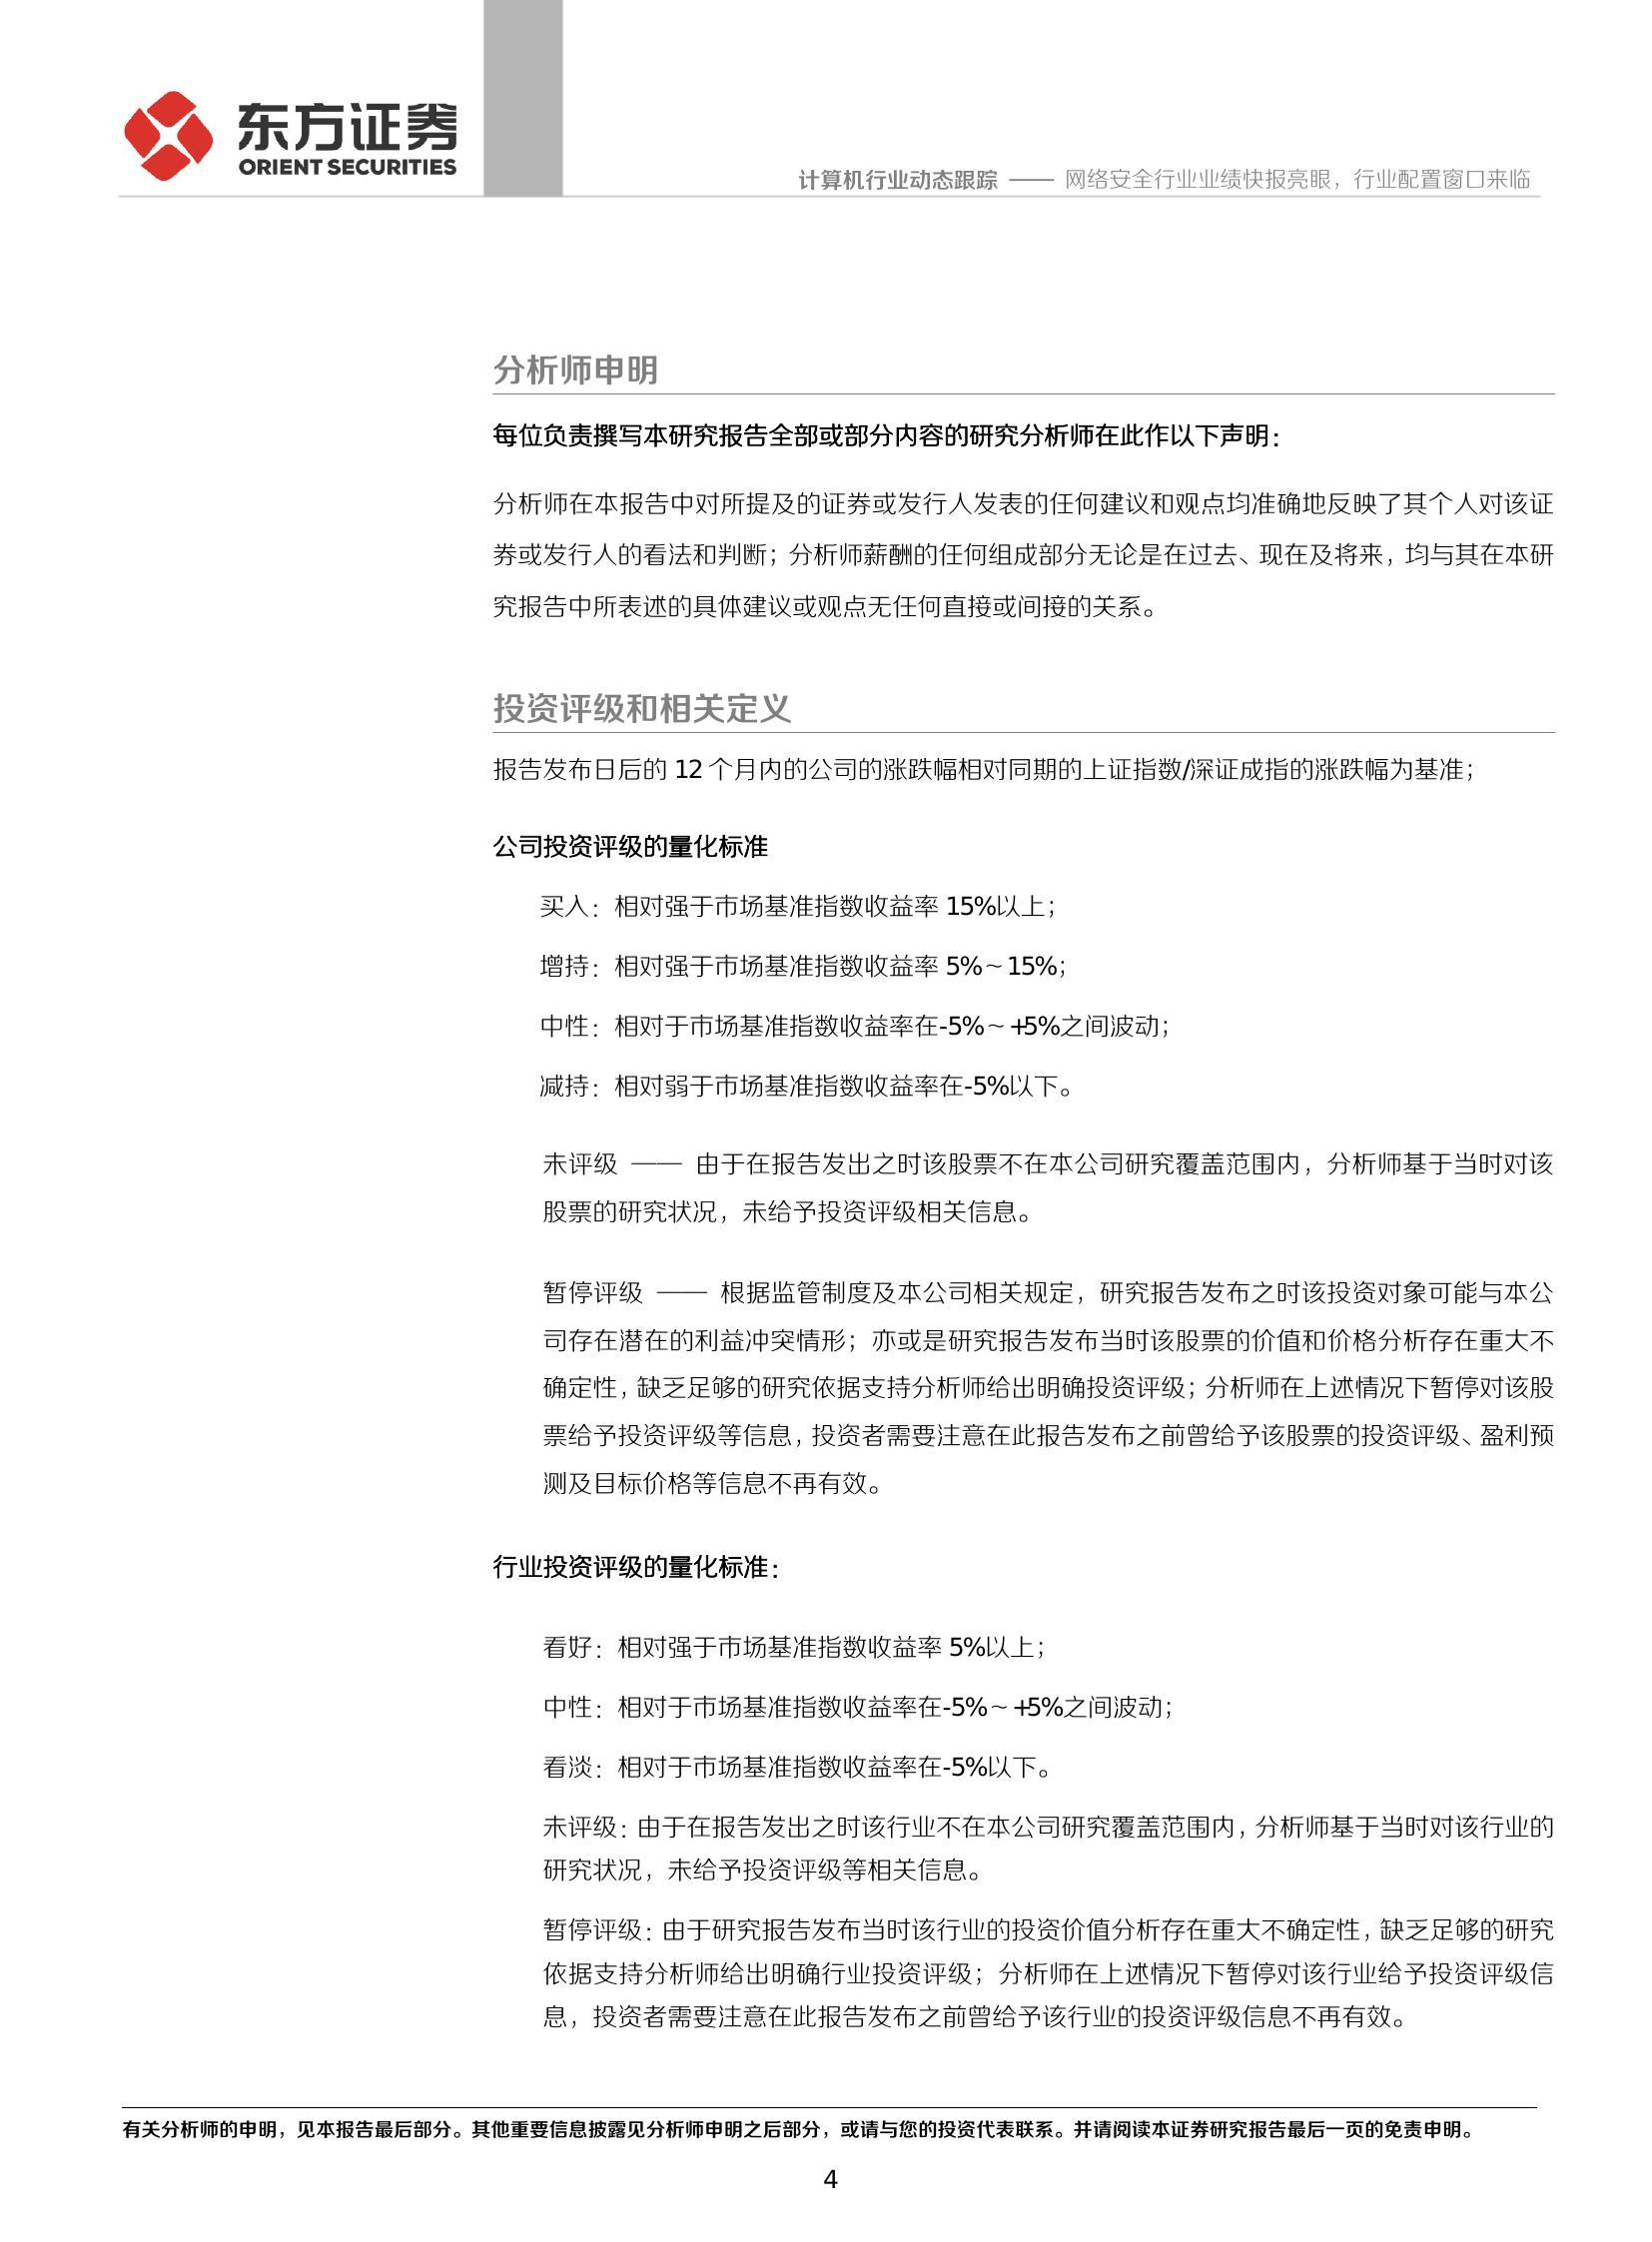 东方证券
ORIENT SECURITIES
计算机行业动态跟踪 —— 网络安全行业业绩快报亮眼，行业配置窗口来临
分析师申明
每位负责撰写本研究报告全部或部分内容的研究分析师在此作以下声明：
分析师在本报告中对所提及的证券或发行人发表的任何建议和观点均准确地反映了其个人对该证
券或发行人的看法和判断；分析师薪酬的任何组成部分无论是在过去、现在及将来，均与其在本研
究报告中所表述的具体建议或观点无任何直接或间接的关系。
投资评级和相关定义
报告发布日后的 12 个月内的公司的涨跌幅相对同期的上证指数/深证成指的涨跌幅为基准；
公司投资评级的量化标准
买入：相对强于市场基准指数收益率 15%以上；
增持：相对强于市场基准指数收益率 5%～15%；
中性：相对于市场基准指数收益率在-5%～+5%之间波动；
减持：相对弱于市场基准指数收益率在-5%以下。
未评级 —— 由于在报告发出之时该股票不在本公司研究覆盖范围内，分析师基于当时对该
股票的研究状况，未给予投资评级相关信息。
暂停评级 —— 根据监管制度及本公司相关规定，研究报告发布之时该投资对象可能与本公
司存在潜在的利益冲突情形；亦或是研究报告发布当时该股票的价值和价格分析存在重大不
确定性，缺乏足够的研究依据支持分析师给出明确投资评级；分析师在上述情况下暂停对该股
票给予投资评级等信息，投资者需要注意在此报告发布之前曾给予该股票的投资评级、盈利预
测及目标价格等信息不再有效。
行业投资评级的量化标准：
看好：相对强于市场基准指数收益率 5%以上；
中性：相对于市场基准指数收益率在-5%～+5%之间波动；
看淡：相对于市场基准指数收益率在-5%以下。
未评级：由于在报告发出之时该行业不在本公司研究覆盖范围内，分析师基于当时对该行业的
研究状况，未给予投资评级等相关信息。
暂停评级：由于研究报告发布当时该行业的投资价值分析存在重大不确定性，缺乏足够的研究
依据支持分析师给出明确行业投资评级；分析师在上述情况下暂停对该行业给予投资评级信
息，投资者需要注意在此报告发布之前曾给予该行业的投资评级信息不再有效。
有关分析师的申明，见本报告最后部分。其他重要信息披露见分析师申明之后部分，或请与您的投资代表联系。并请阅读本证券研究报告最后一页的免责申明。
4